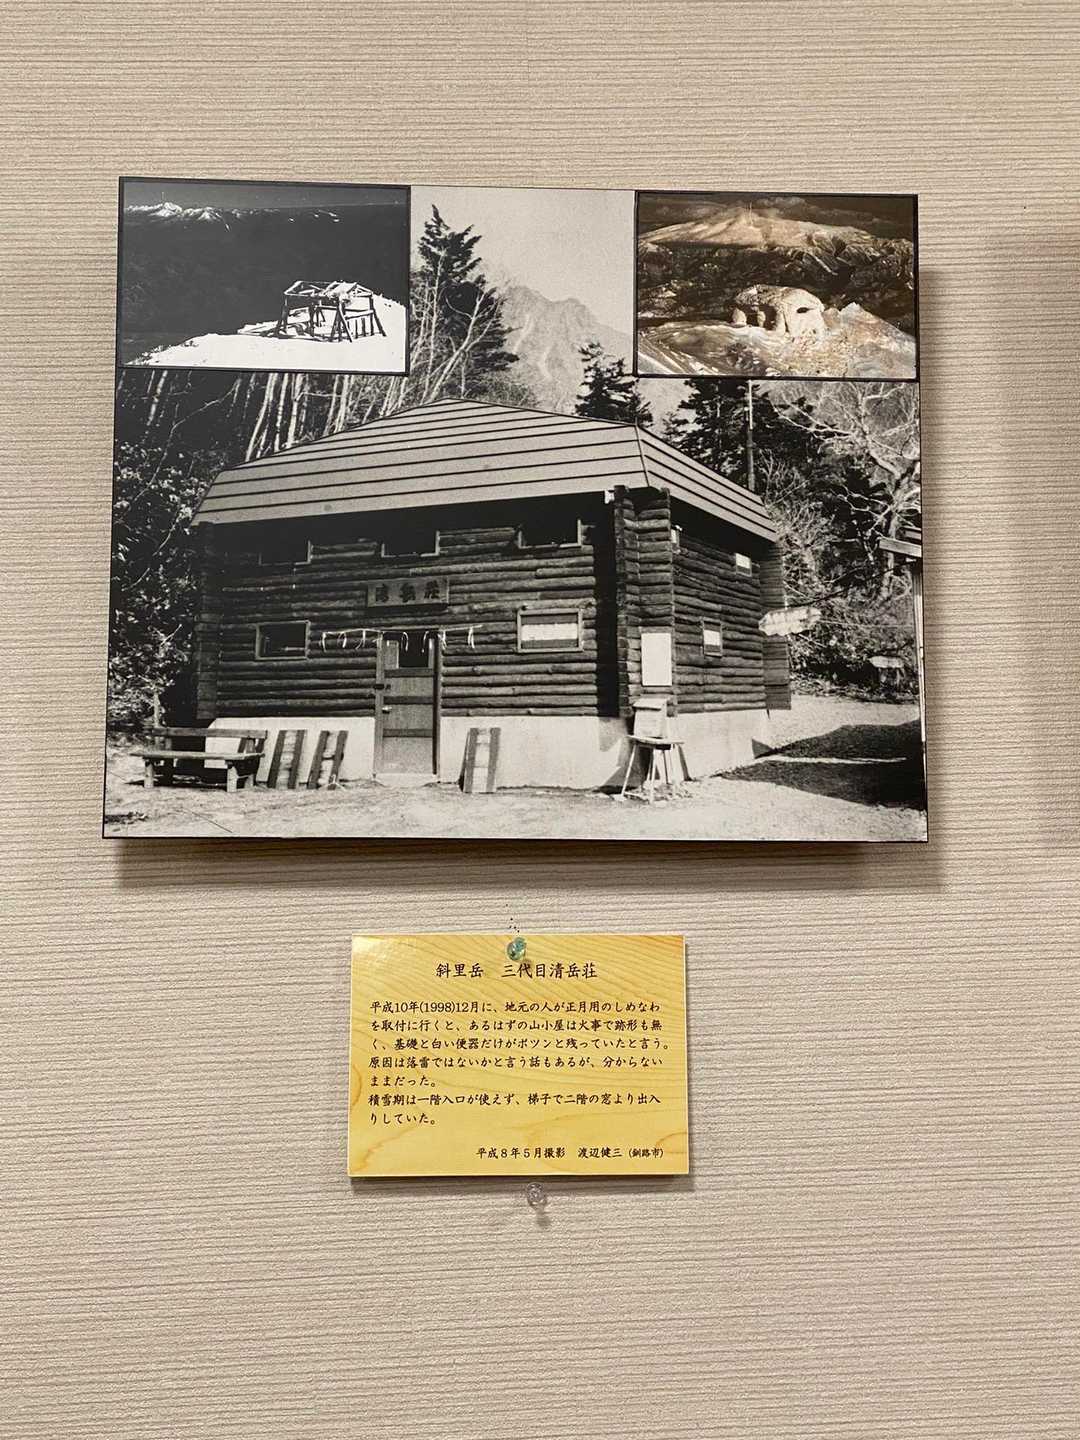 清岳荘
斜里岳　三代目清岳荘
平成10年(1998)12月に、地元の人が正月用のしめなわ
を取付に行くと、あるはずの山小屋は火事で跡形も無
く、基礎と白い便器だけがポツンと残っていたと言う。
原因は落雷ではないかと言う話もあるが、分からない
ままだった。
積雪期は一階入口が使えず、梯子で二階の窓より出入
りしていた。
平成８年５月撮影　渡辺健三（釧路市）